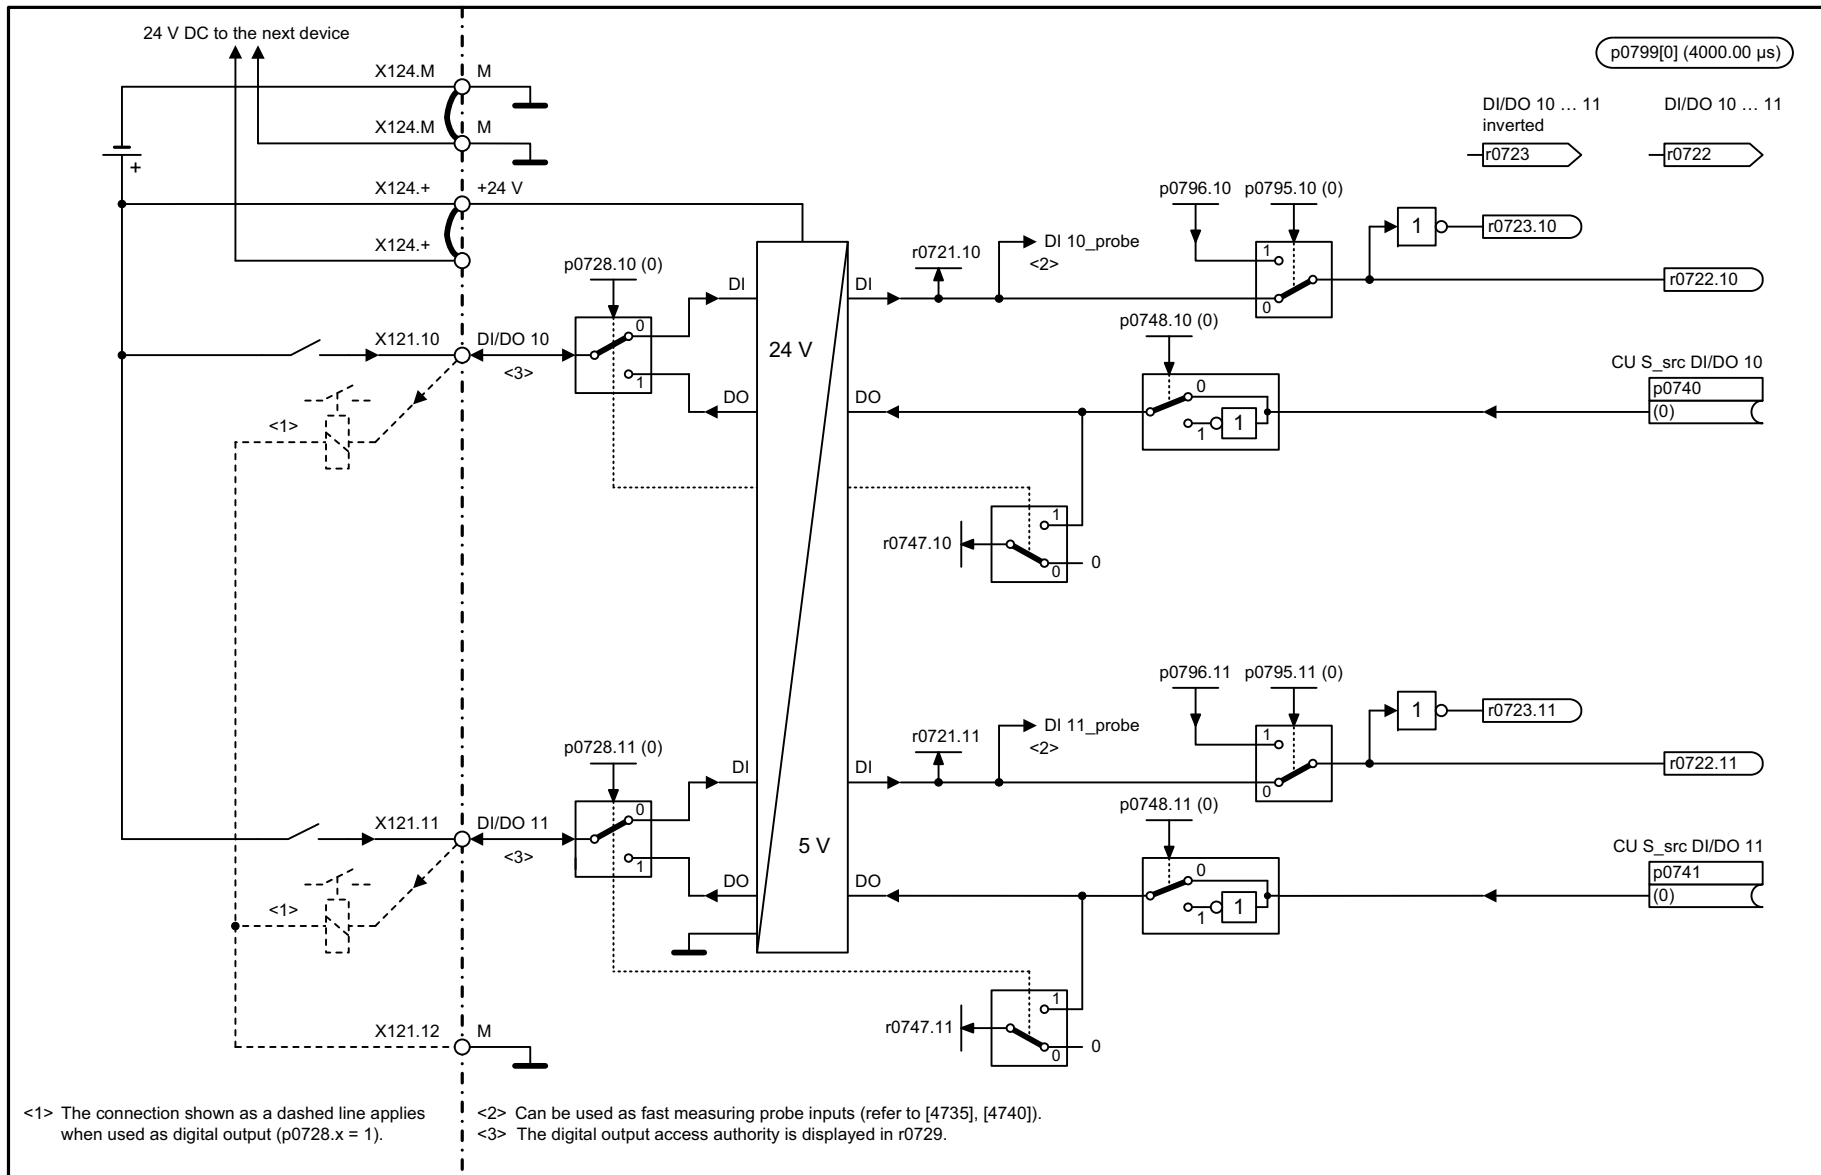 24 V DC to the next device
p0799[0] (4000.00 µs)
X124.M
M
DI/DO 10 … 11
inverted
DI/DO 10 … 11
X124.M
M
r0723
r0722
+
X124.+
+24 V
p0796.10
p0795.10 (0)
X124.+
r0721.10
DI 10_probe
<2>
1
0
1
r0723.10
r0722.10
p0728.10 (0)
DI
DI
X121.10
DI/DO 10
<3>
0
1
24 V
p0748.10 (0)
CU S_src DI/DO 10
p0740
(0)
0
1
1
DO
DO
<1>
r0747.10
1
0
0
p0796.11
p0795.11 (0)
r0721.11
DI 11_probe
<2>
1
0
1
r0723.11
r0722.11
p0728.11 (0)
DI
DI
X121.11
DI/DO 11
<3>
0
1
5 V
p0748.11 (0)
CU S_src DI/DO 11
p0741
(0)
0
1
1
DO
DO
<1>
r0747.11
1
0
0
X121.12
M
<1> The connection shown as a dashed line applies
when used as digital output (p0728.x = 1).
<2> Can be used as fast measuring probe inputs (refer to [4735], [4740]).
<3> The digital output access authority is displayed in r0729.